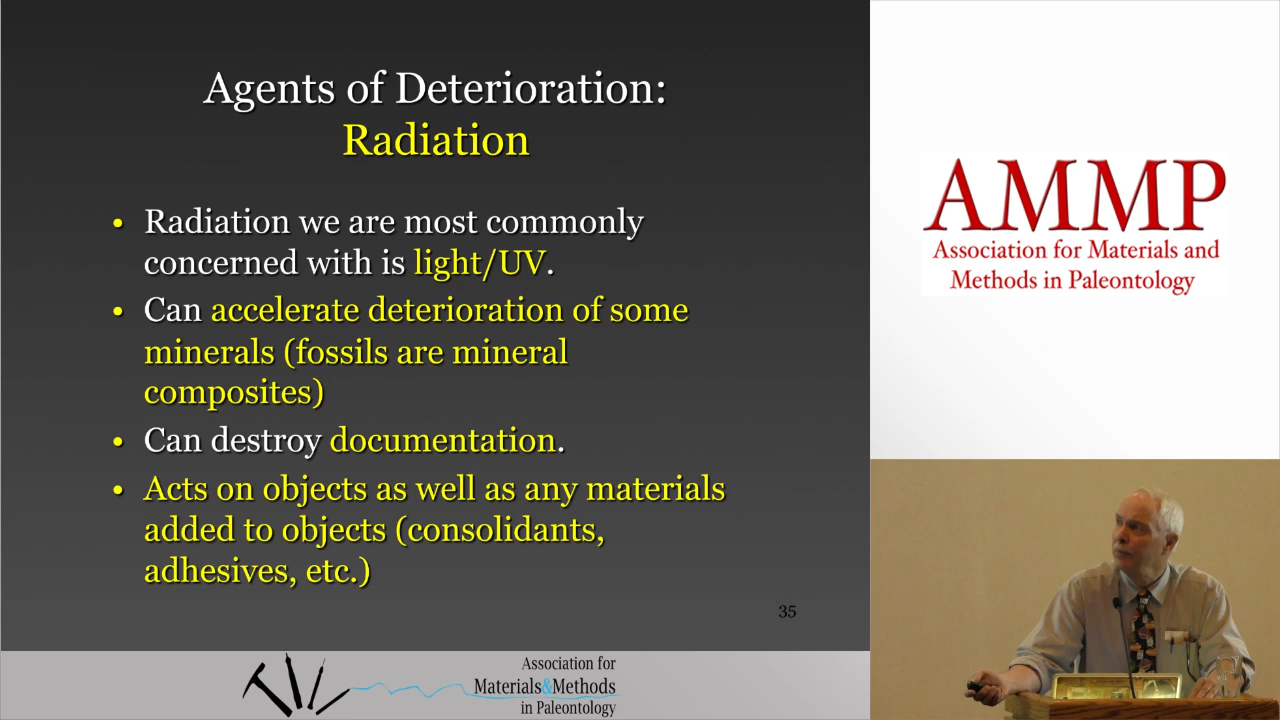 Agents of Deterioration:
Radiation
• Radiation we are most commonly
concerned with is light/UV.
• Can accelerate deterioration of some
minerals (fossils are mineral
composites)
• Can destroy documentation.
• Acts on objects as well as any materials
added to objects (consolidants,
adhesives, etc.)
35
Association for
Materials&Methods
in Paleontology
AMMP
Association for Materials and
Methods in Paleontology